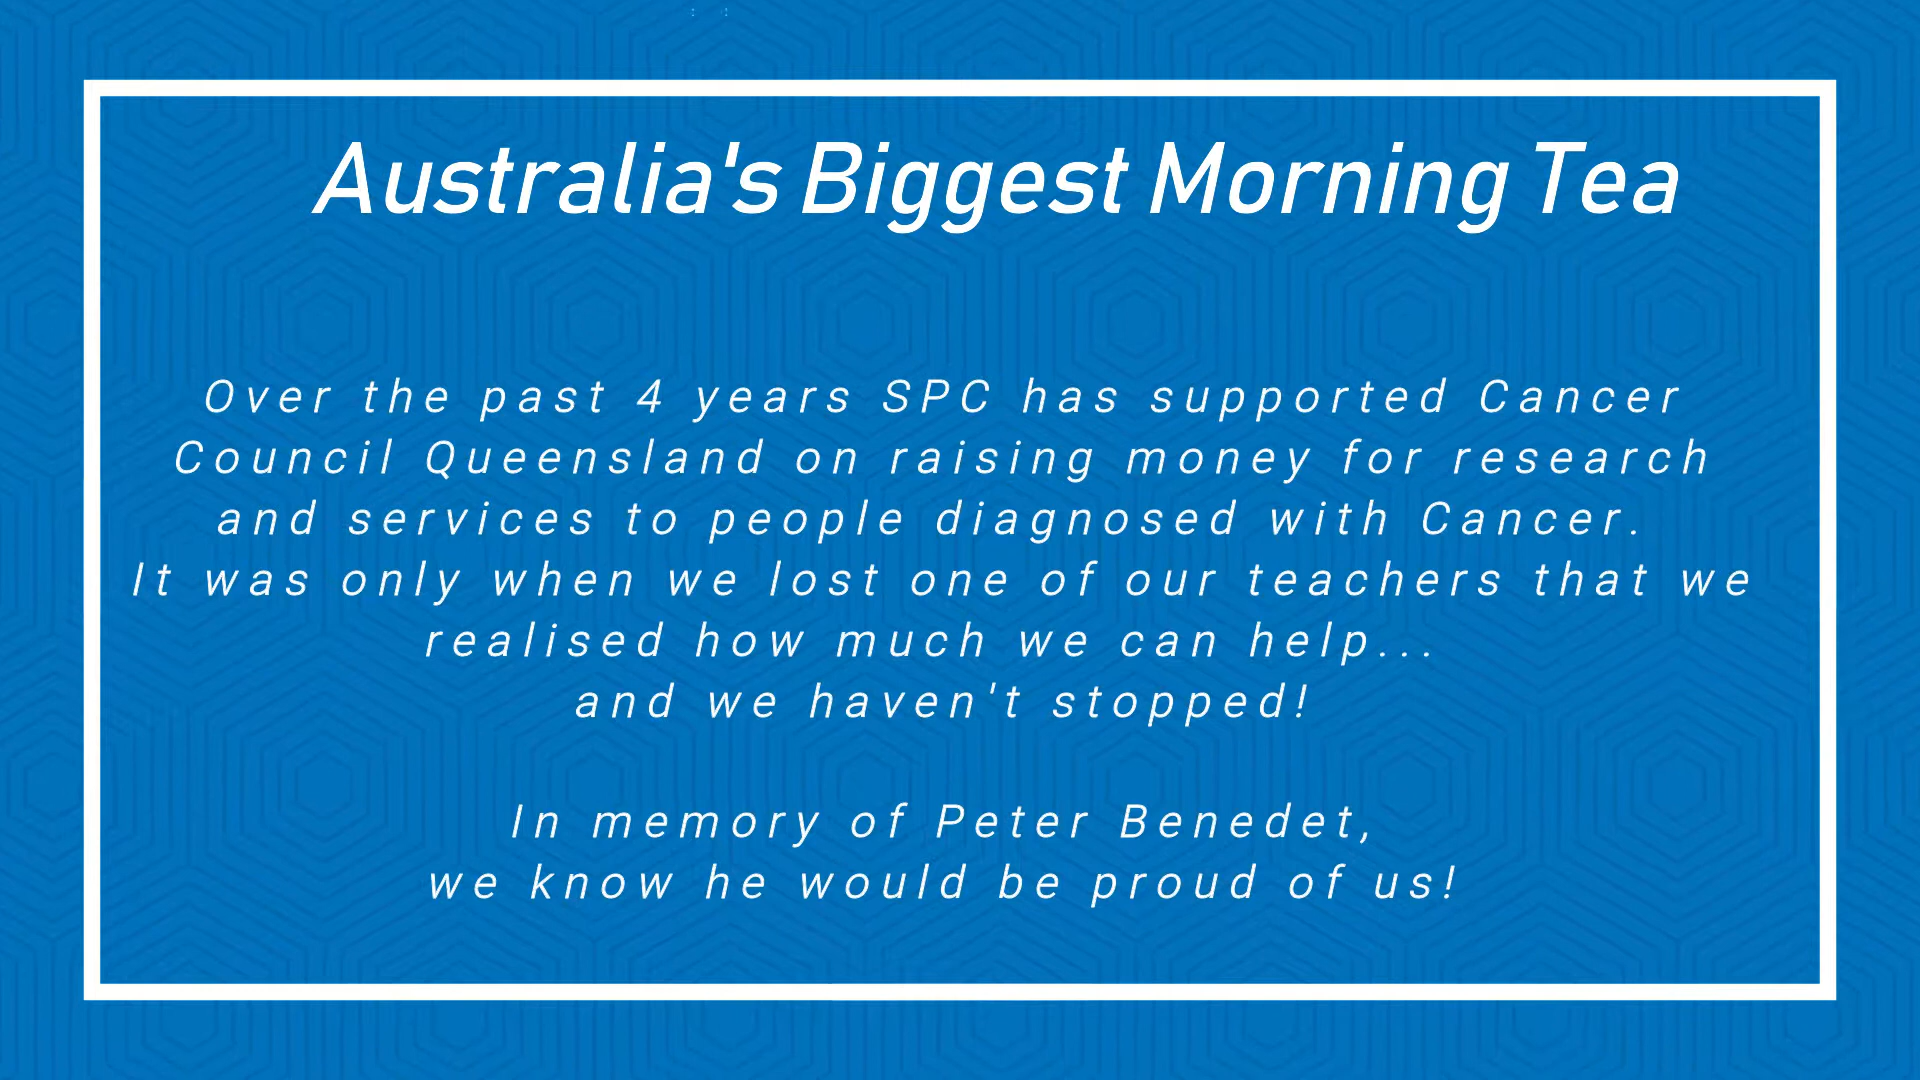 Australia's Biggest Morning Tea
Over the past 4 years SPC has supported Cancer
Council Queensland on raising money for research
and services to people diagnosed with Cancer.
It was only when we lost one of our teachers that we
realised how much we can help...
and we haven't stopped!
In memory of Peter Benedet,
we know he would be proud of us!